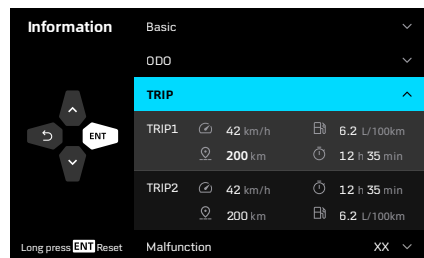 Information
Basic
ODO
TRIP
ENT
TRIP1 42 km/h 6.2 L/100km
200 km 12 h 35 min
TRIP2 42 km/h 12 h 35 min
200 km 6.2 L/100km
Long press ENT Reset
Malfunction XX